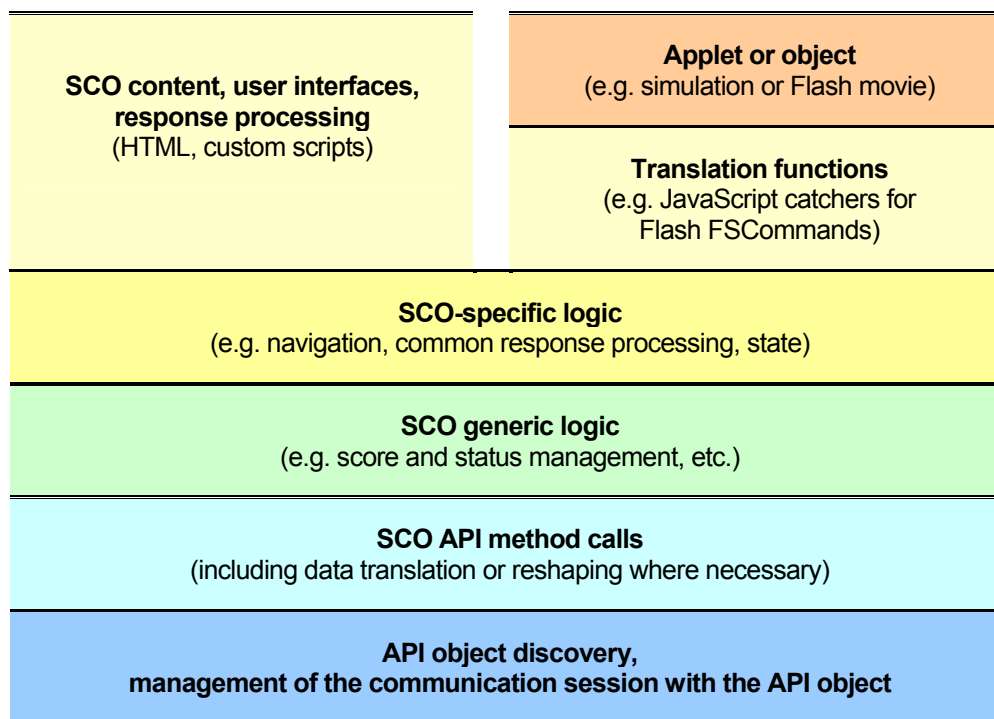 SCO content, user interfaces,
response processing
(HTML, custom scripts)
Applet or object
(e.g. simulation or Flash movie)
Translation functions
(e.g. JavaScript catchers for
Flash FSCommands)
SCO-specific logic
(e.g. navigation, common response processing, state)
SCO generic logic
(e.g. score and status management, etc.)
SCO API method calls
(including data translation or reshaping where necessary)
API object discovery,
management of the communication session with the API object